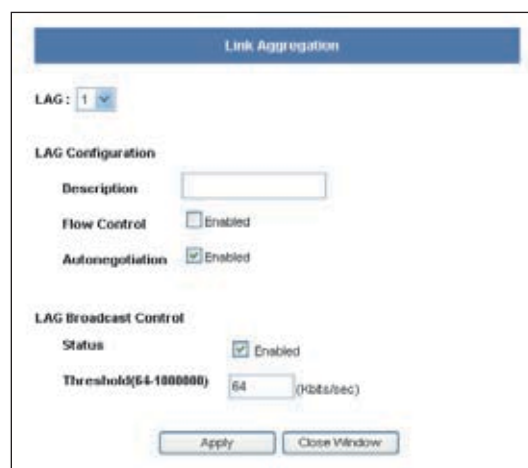 Link Aggregation
LAG : 1
LAG Configuration
Description
Flow Control Enabled
Autonegotiation Enabled
LAG Broadcast Control
Status Enabled
Threshold(64-1000000) 64 (Kbits/sec)
Apply Close Window